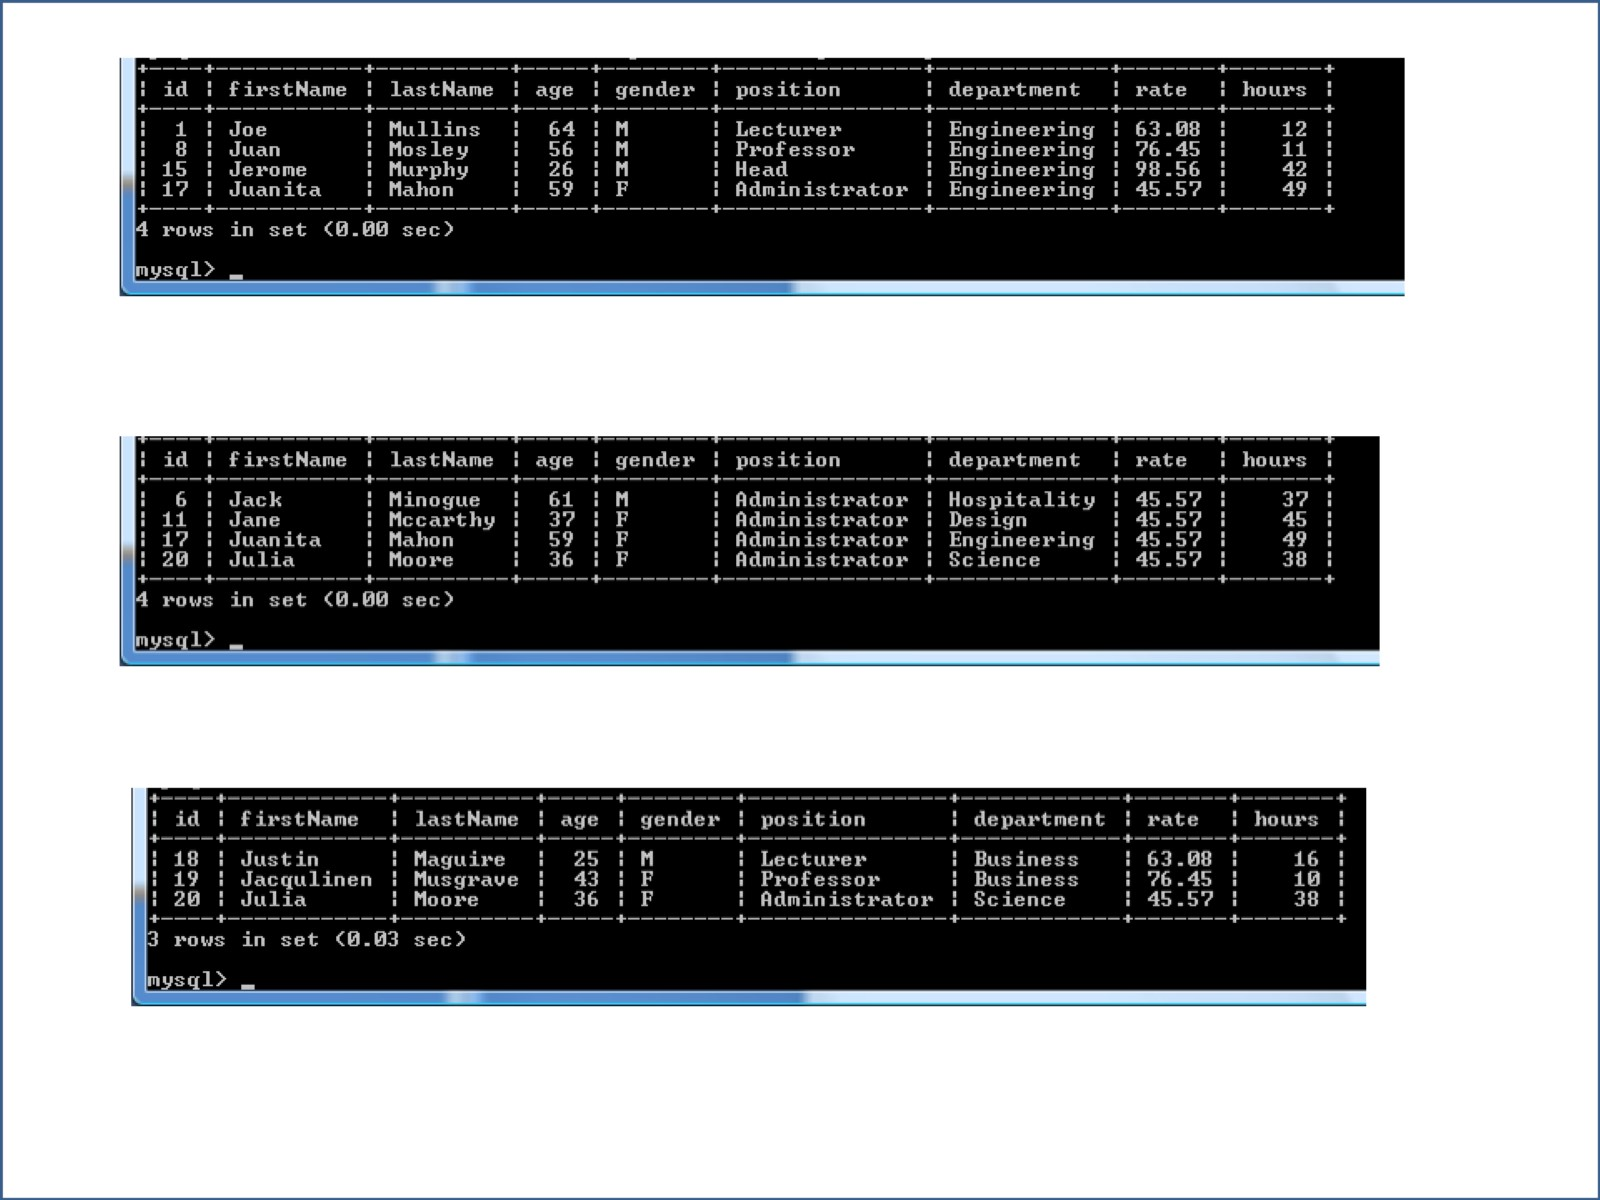 +-----+------------+-----------+-----+---------+---------------+-------------+-------+-------+
| id | firstName | lastName | age | gender | position | department | rate | hours |
+-----+------------+-----------+-----+---------+---------------+-------------+-------+-------+
| 1 | Joe | Mullins | 64 | M | Lecturer | Engineering | 63.08 | 12 |
| 8 | Juan | Mosley | 56 | M | Professor | Engineering | 76.45 | 11 |
| 15 | Jerome | Murphy | 26 | M | Head | Engineering | 98.56 | 42 |
| 17 | Juanita | Mahon | 59 | F | Administrator | Engineering | 45.57 | 49 |
+-----+------------+-----------+-----+---------+---------------+-------------+-------+-------+
4 rows in set (0.00 sec)
mysql> _
+-----+------------+-----------+-----+---------+---------------+-------------+-------+-------+
| id | firstName | lastName | age | gender | position | department | rate | hours |
+-----+------------+-----------+-----+---------+---------------+-------------+-------+-------+
| 6 | Jack | Minogue | 61 | M | Administrator | Hospitality | 45.57 | 37 |
| 11 | Jane | Mccarthy | 37 | F | Administrator | Design | 45.57 | 45 |
| 17 | Juanita | Mahon | 59 | F | Administrator | Engineering | 45.57 | 49 |
| 20 | Julia | Moore | 36 | F | Administrator | Science | 45.57 | 38 |
+-----+------------+-----------+-----+---------+---------------+-------------+-------+-------+
4 rows in set (0.00 sec)
mysql> _
+-----+------------+-----------+-----+---------+---------------+-------------+-------+-------+
| id | firstName | lastName | age | gender | position | department | rate | hours |
+-----+------------+-----------+-----+---------+---------------+-------------+-------+-------+
| 18 | Justin | Maguire | 25 | M | Lecturer | Business | 63.08 | 16 |
| 19 | Jacqulinen | Musgrave | 43 | F | Professor | Business | 76.45 | 10 |
| 20 | Julia | Moore | 36 | F | Administrator | Science | 45.57 | 38 |
+-----+------------+-----------+-----+---------+---------------+-------------+-------+-------+
3 rows in set (0.03 sec)
mysql> _